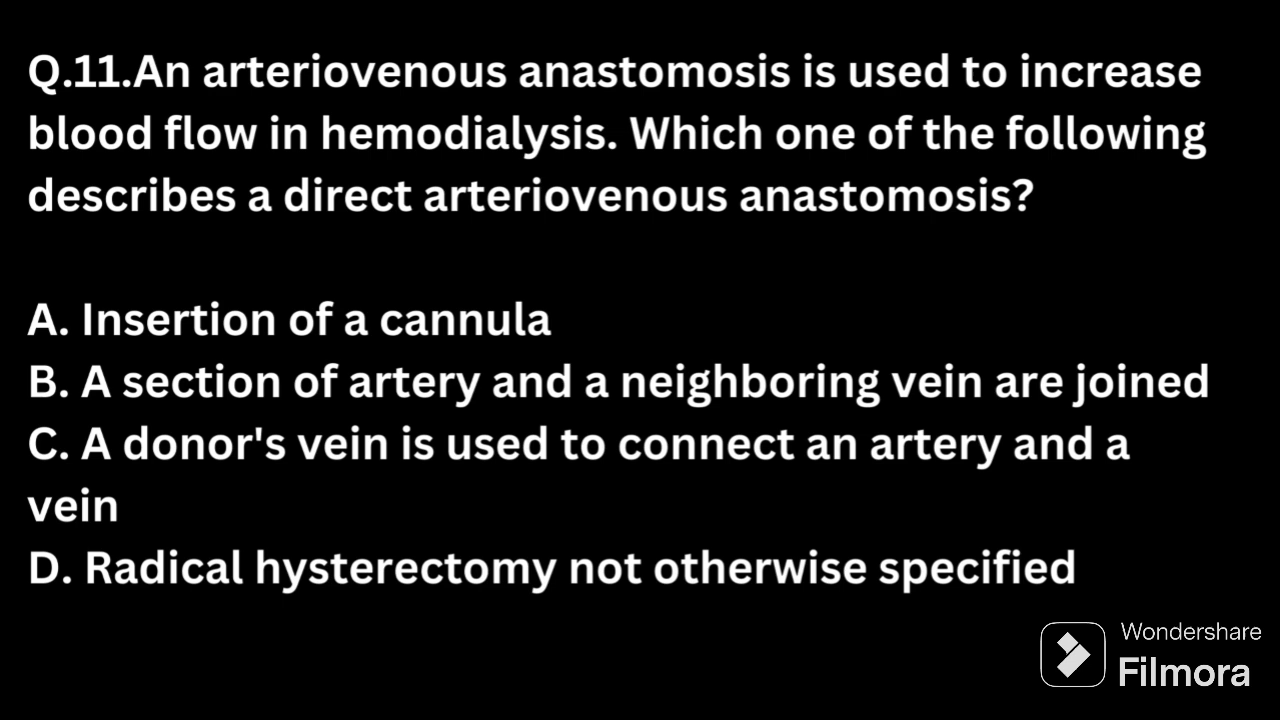 Q.11.An arteriovenous anastomosis is used to increase
blood flow in hemodialysis. Which one of the following
describes a direct arteriovenous anastomosis?
A. Insertion of a cannula
B. A section of artery and a neighboring vein are joined
C. A donor's vein is used to connect an artery and a
vein
D. Radical hysterectomy not otherwise specified
Wondershare
Filmora